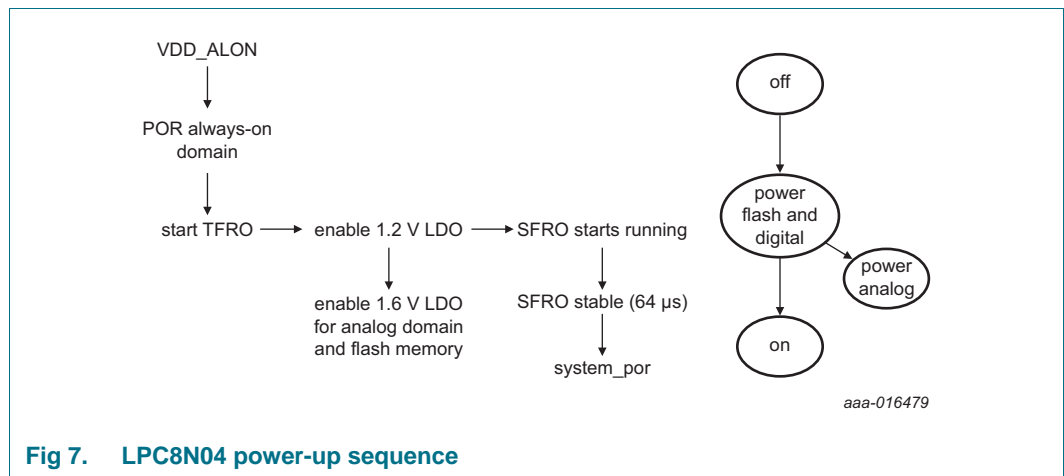 VDD_ALON
POR always-on
domain
start TFRO
enable 1.2 V LDO
SFRO starts running
enable 1.6 V LDO
for analog domain
and flash memory
SFRO stable (64 μs)
system_por
off
power
flash and
digital
power
analog
on
aaa-016479
Fig 7. LPC8N04 power-up sequence